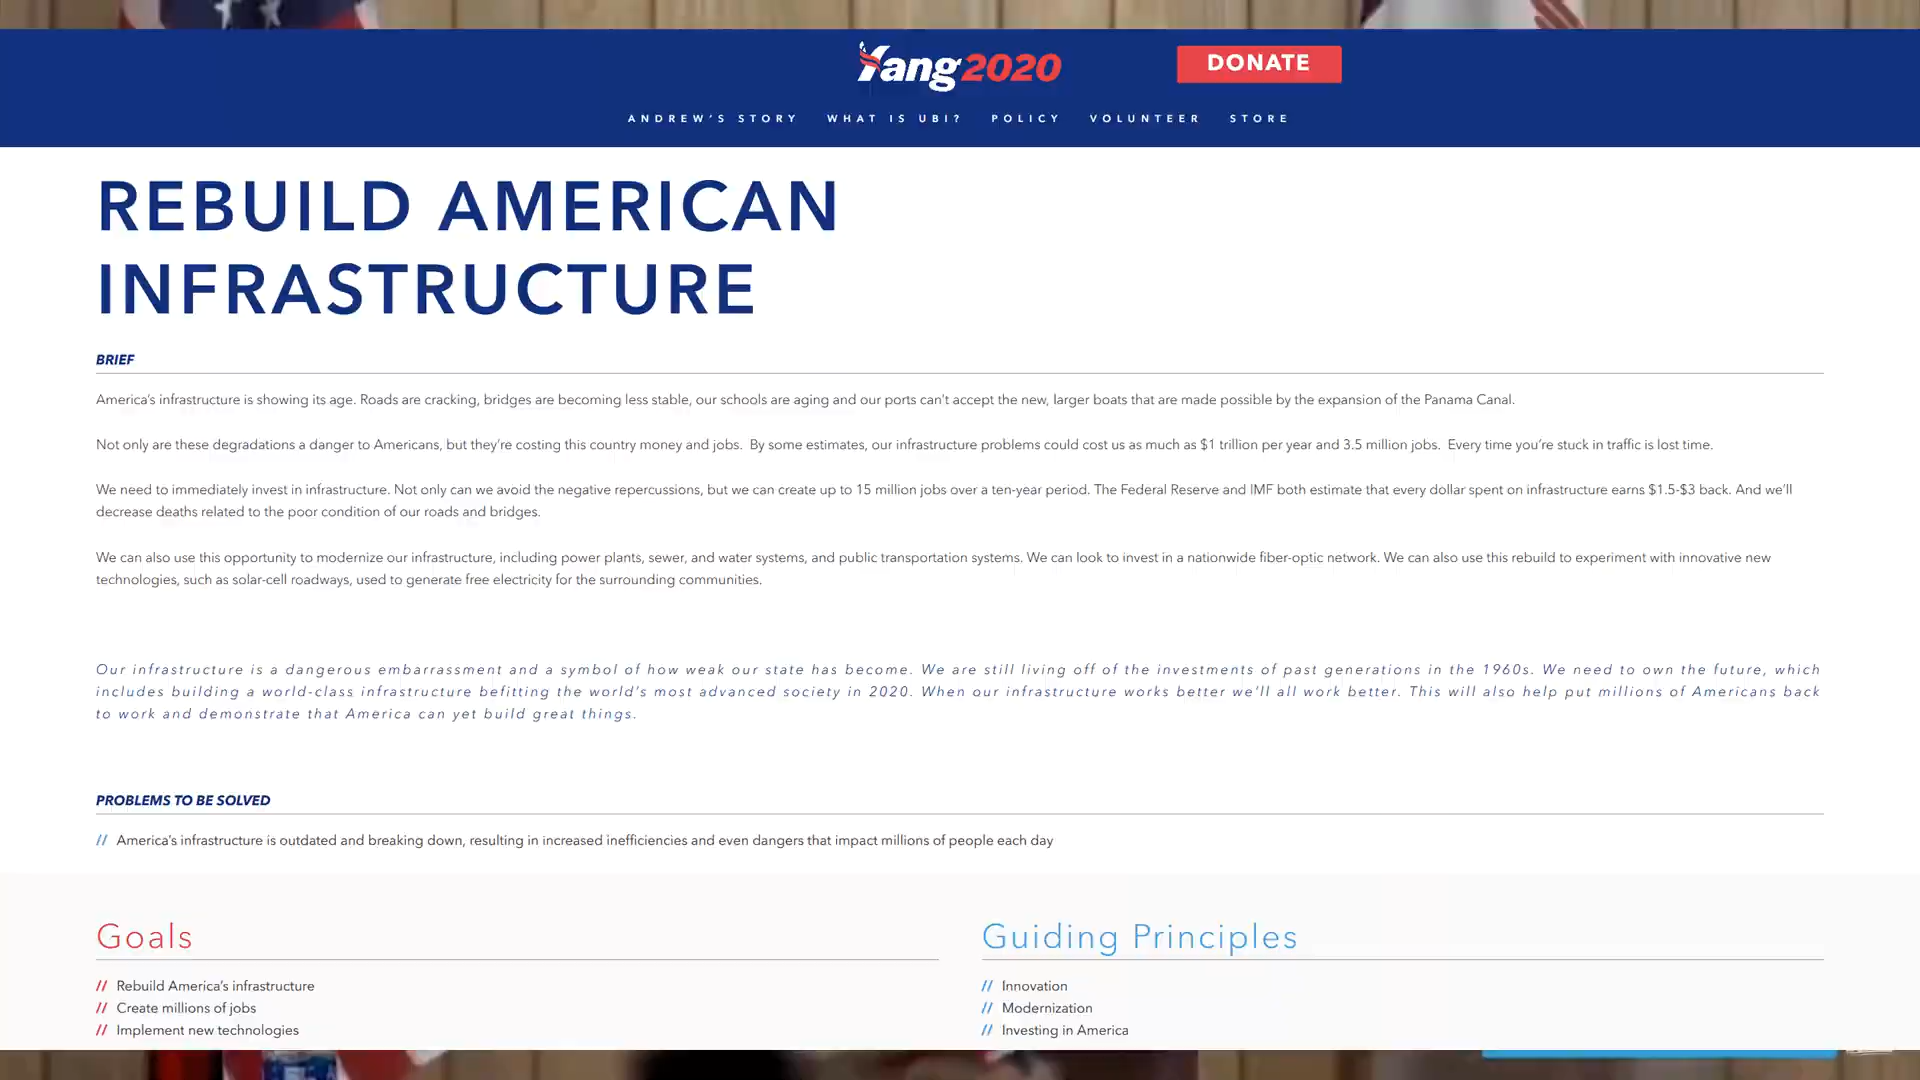 Yang2020
DONATE
ANDREW'S STORY WHAT IS UBI? POLICY VOLUNTEER STORE
REBUILD AMERICAN
INFRASTRUCTURE
BRIEF
America's infrastructure is showing its age. Roads are cracking, bridges are becoming less stable, our schools are aging and our ports can't accept the new, larger boats that are made possible by the expansion of the Panama Canal.
Not only are these degradations a danger to Americans, but they're costing this country money and jobs. By some estimates, our infrastructure problems could cost us as much as $1 trillion per year and 3.5 million jobs. Every time you're stuck in traffic is lost time.
We need to immediately invest in infrastructure. Not only can we avoid the negative repercussions, but we can create up to 15 million jobs over a ten-year period. The Federal Reserve and IMF both estimate that every dollar spent on infrastructure earns $1.5-$3 back. And we'll
decrease deaths related to the poor condition of our roads and bridges.
We can also use this opportunity to modernize our infrastructure, including power plants, sewer, and water systems, and public transportation systems. We can look to invest in a nationwide fiber-optic network. We can also use this rebuild to experiment with innovative new
technologies, such as solar-cell roadways, used to generate free electricity for the surrounding communities.
Our infrastructure is a dangerous embarrassment and a symbol of how weak our state has become. We are still living off of the investments of past generations in the 1960s. We need to own the future, which
includes building a world-class infrastructure befitting the world's most advanced society in 2020. When our infrastructure works better we'll all work better. This will also help put millions of Americans back
to work and demonstrate that America can yet build great things.
PROBLEMS TO BE SOLVED
// America's infrastructure is outdated and breaking down, resulting in increased inefficiencies and even dangers that impact millions of people each day
Goals
// Rebuild America's infrastructure
// Create millions of jobs
// Implement new technologies
Guiding Principles
// Innovation
// Modernization
// Investing in America